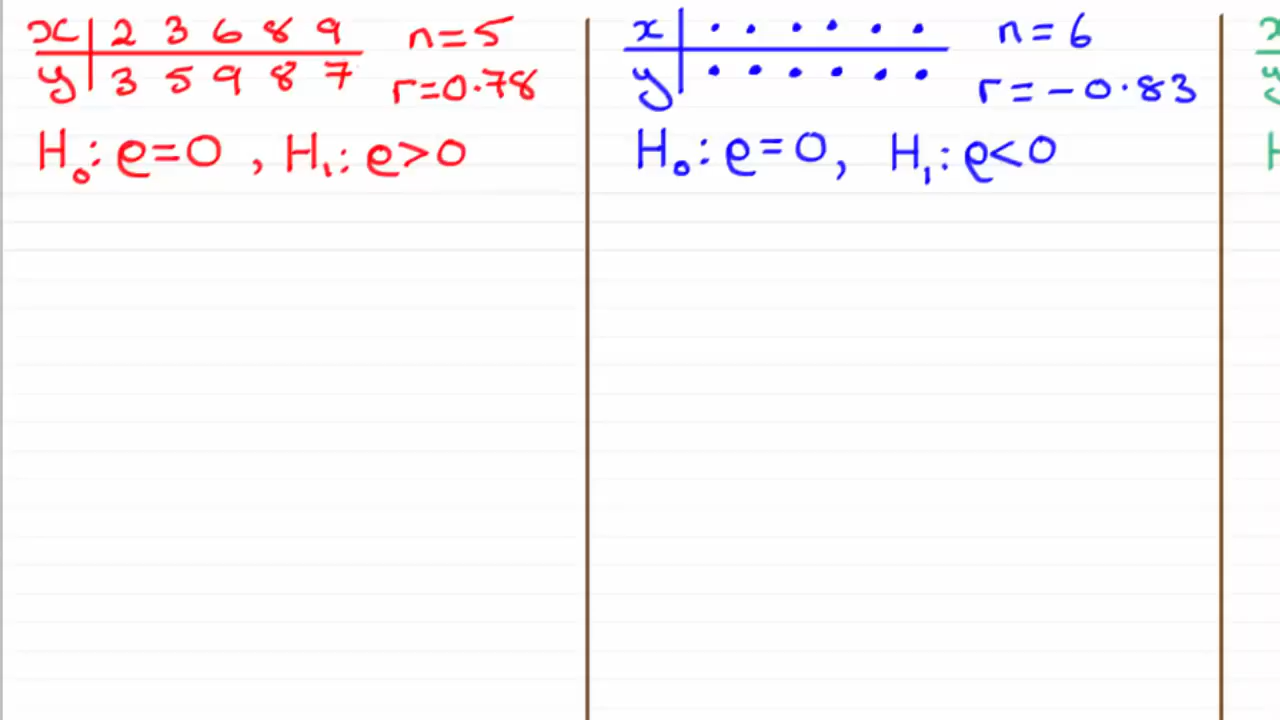 x 2 3 6 8 9 n=5
y 3 5 9 8 7 r=0.78
H₀: ρ=0, H₁: ρ>0
x . . . . . . n=6
y . . . . . . r=-0.83
H₀: ρ=0, H₁: ρ<0
x
y
H